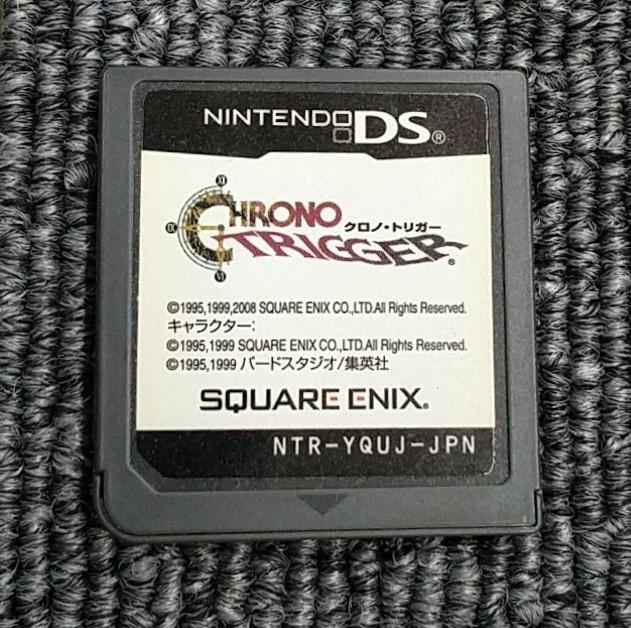 NINTENDO DS®
CHRONO
クロノ・トリガー
TRIGGER®
©1995,1999,2008 SQUARE ENIX CO.,LTD.All Rights Reserved.
キャラクター:
©1995,1999 SQUARE ENIX CO.,LTD.All Rights Reserved.
©1995,1999 バードスタジオ/集英社
SQUARE ENIX®
NTR-YQUJ-JPN